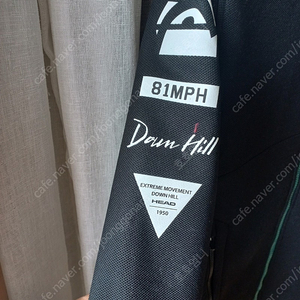 81MPH
Down Hill
EXTREME MOVEMENT
DOWN HILL
HEAD
1950